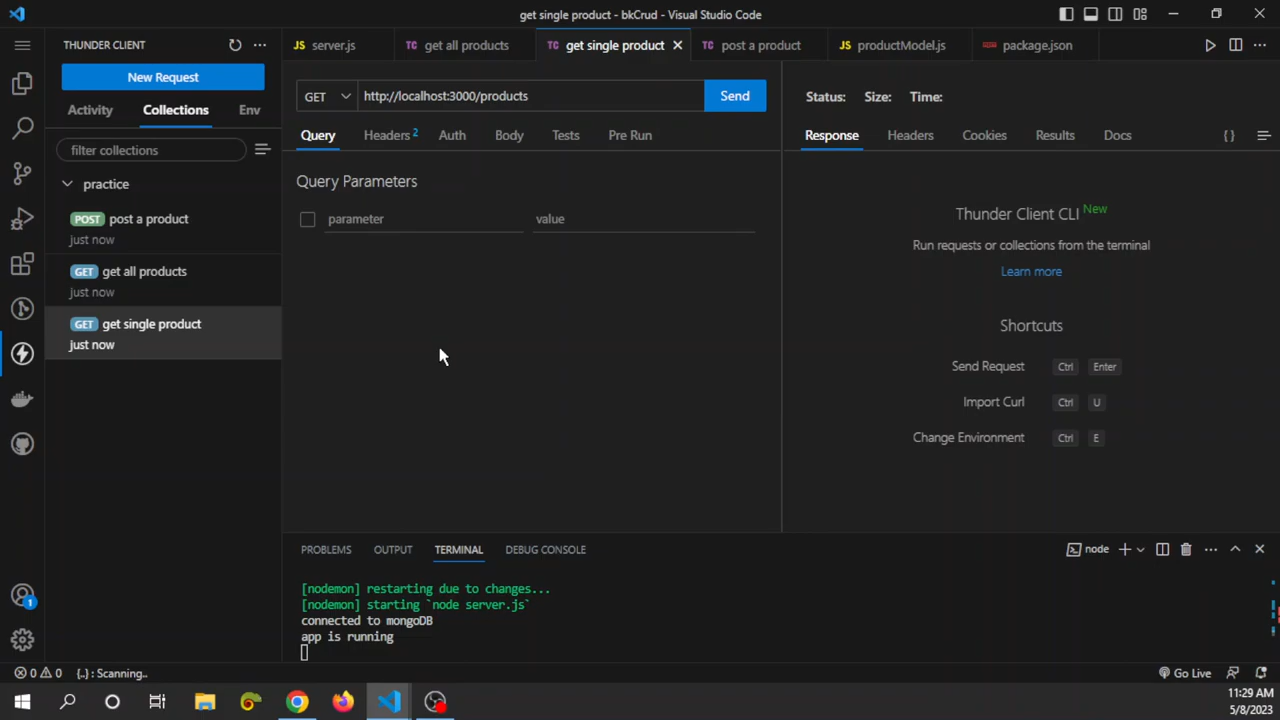 get single product - bkCrud - Visual Studio Code
THUNDER CLIENT
New Request
Activity Collections Env
filter collections
practice
POST post a product
just now
GET get all products
just now
GET get single product
just now
JS server.js TC get all products TC get single product TC post a product JS productModel.js package.json
GET http://localhost:3000/products Send
Query Headers 2 Auth Body Tests Pre Run
Query Parameters
parameter value
Status: Size: Time:
Response Headers Cookies Results Docs { }
Thunder Client CLI New
Run requests or collections from the terminal
Learn more
Shortcuts
Send Request Ctrl Enter
Import Curl Ctrl U
Change Environment Ctrl E
PROBLEMS OUTPUT TERMINAL DEBUG CONSOLE node
[nodemon] restarting due to changes...
[nodemon] starting `node server.js`
connected to mongoDB
app is running
1
0 0 {..} : Scanning.. Go Live
11:29 AM
5/8/2023